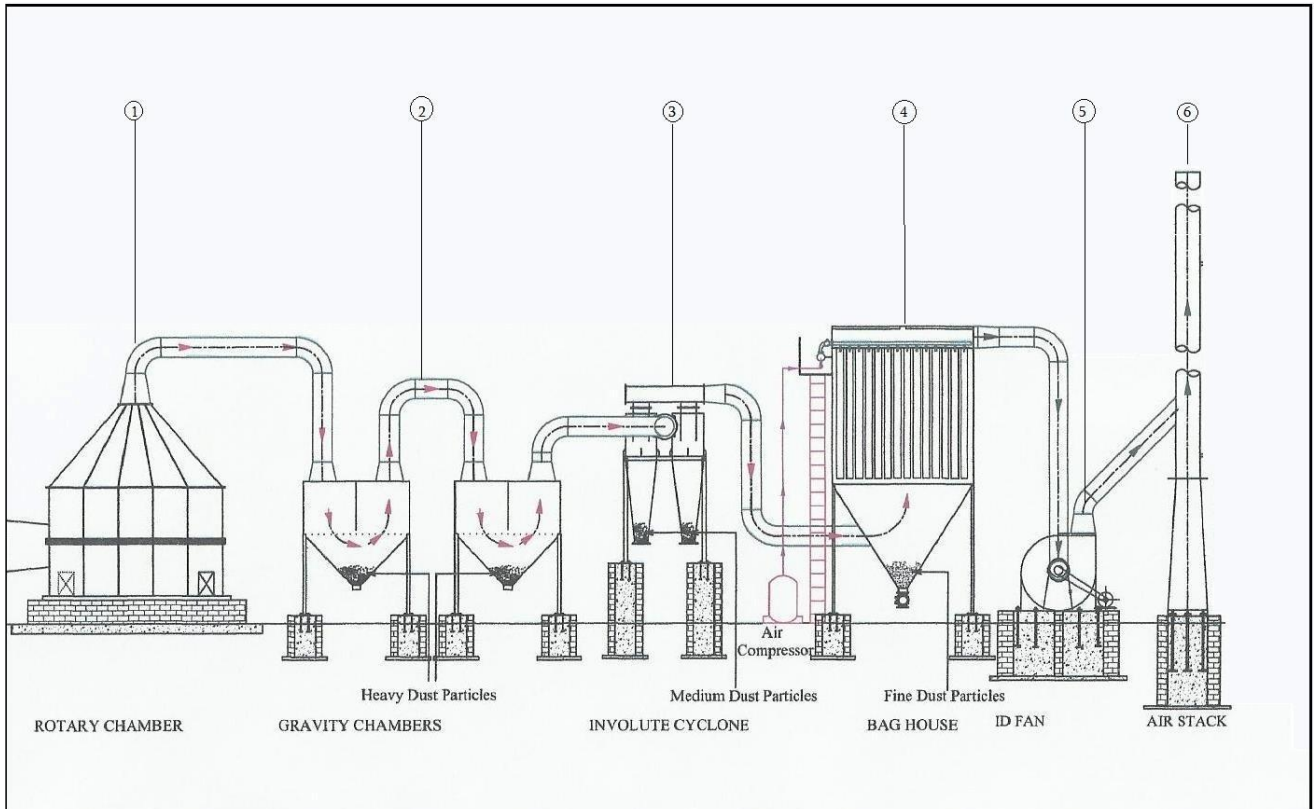 1 2 3 4 5 6
Air
Compressor
Heavy Dust Particles Medium Dust Particles Fine Dust Particles
ROTARY CHAMBER GRAVITY CHAMBERS INVOLUTE CYCLONE BAG HOUSE ID FAN AIR STACK